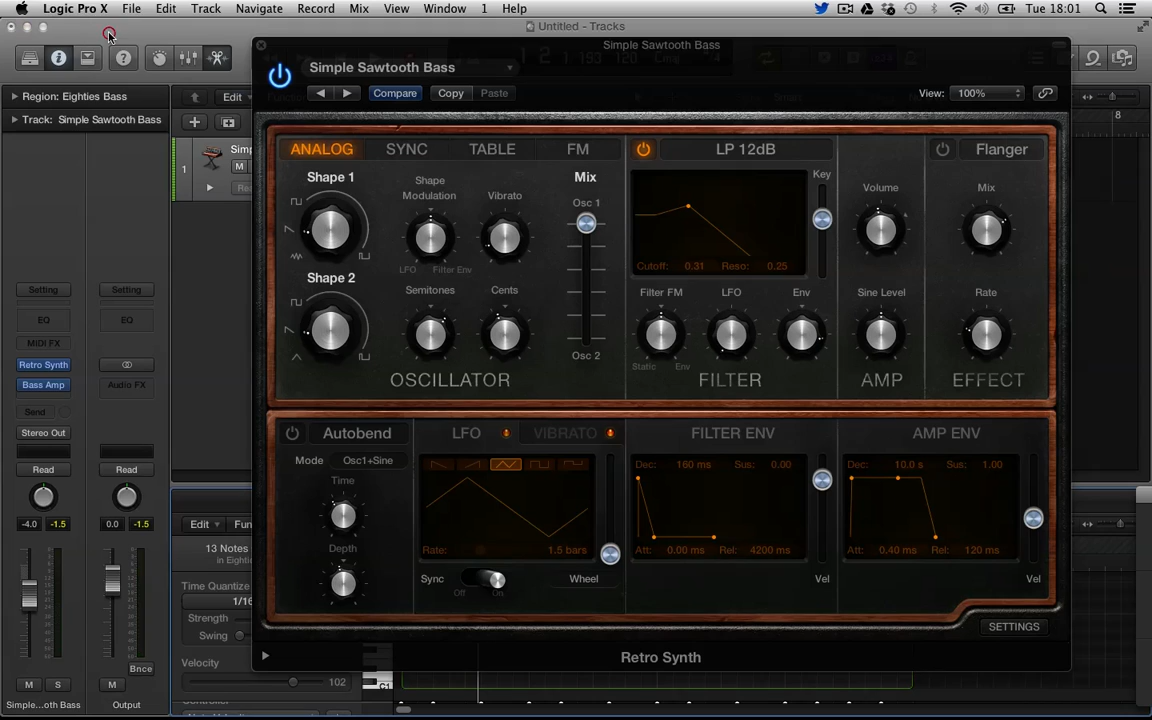 Logic Pro X File Edit Track Navigate Record Mix View Window 1 Help Tue 18:01
Untitled - Tracks
Simple Sawtooth Bass
Simple Sawtooth Bass
Compare Copy Paste View: 100%
Region: Eighties Bass
Track: Simple Sawtooth Bass
Edit
8
1
M
ANALOG SYNC TABLE FM LP 12dB Flanger
Shape 1 Shape Modulation Vibrato Mix Key Volume Mix
Osc 1
Cutoff: 0.31 Reso: 0.25
LFO Filter Env
Shape 2 Semitones Cents Filter FM LFO Env Sine Level Rate
Osc 2 Static Env
OSCILLATOR FILTER AMP EFFECT
Setting Setting
EQ EQ
MIDI FX
Retro Synth
Bass Amp Audio FX
Send
Stereo Out
Read Read
-4.0 -1.5 0.0 -1.5
Bnce
M S M
Simple...oth Bass Output
Autobend LFO VIBRATO FILTER ENV AMP ENV
Mode Osc1+Sine Dec: 160 ms Sus: 0.00 Dec: 10.0 s Sus: 1.00
Time
Depth Rate: 1.5 bars Att: 0.00 ms Rel: 4200 ms Att: 0.40 ms Rel: 120 ms
Sync Off On Wheel Vel Vel
SETTINGS
Retro Synth
Edit Fun
13 Notes
Time Quantize
1/16
Strength
Swing
Velocity
102
C1